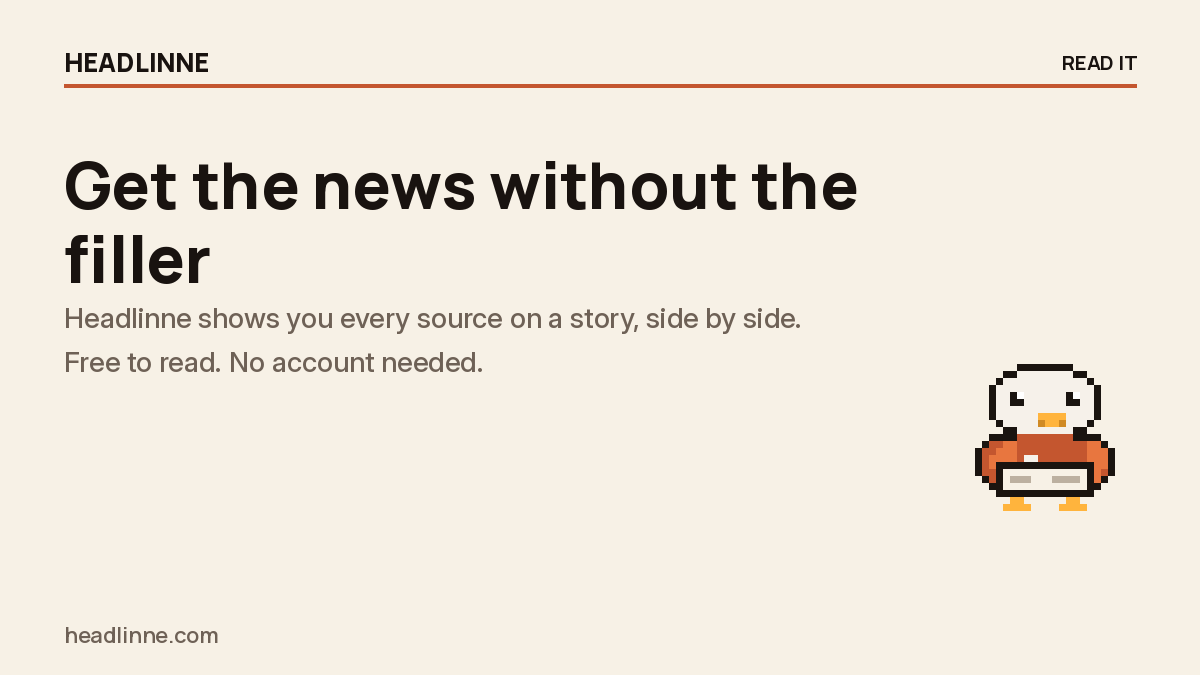 HEADLINNE
READ IT
Get the news without the
filler
Headlinne shows you every source on a story, side by side.
Free to read. No account needed.
headlinne.com